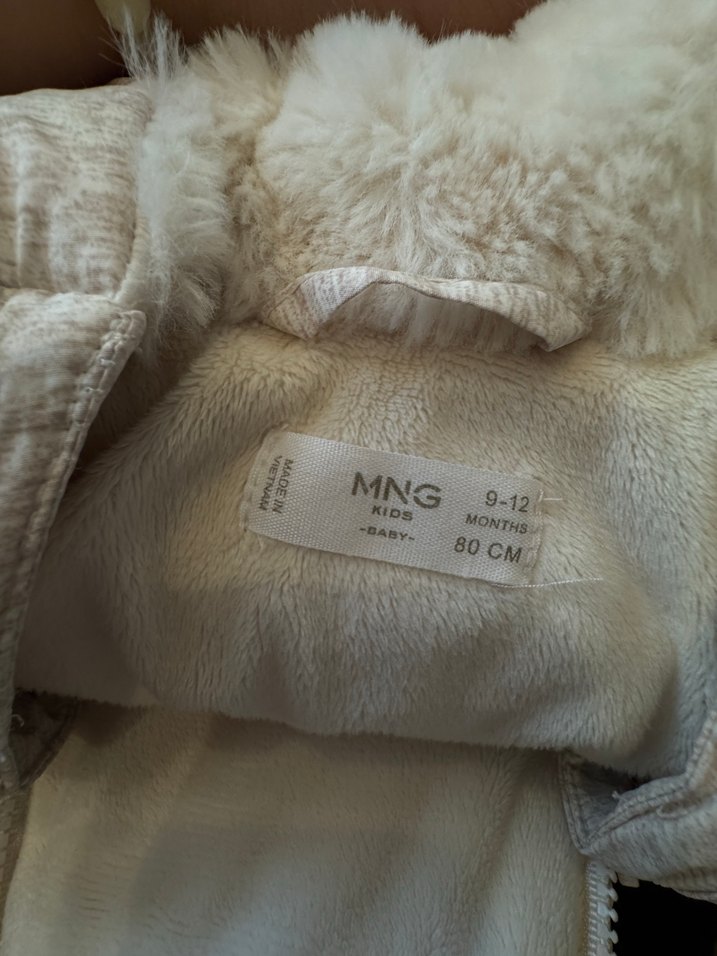 MADE IN
VIETNAM
MNG
KIDS
-BABY-
9-12
MONTHS
80 CM